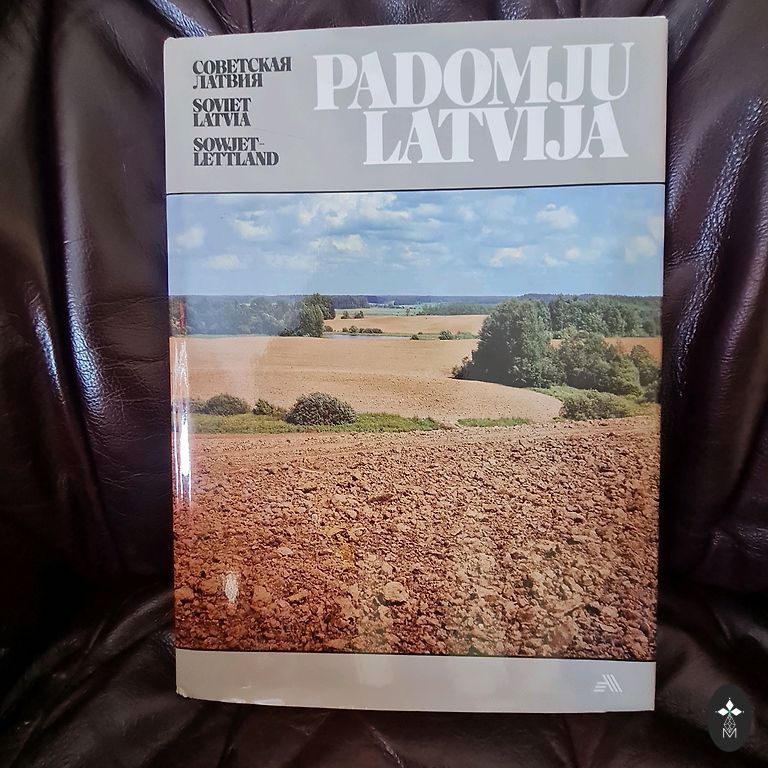 СОВЕТСКАЯ
ЛАТВИЯ
SOVIET
LATVIA
SOWJET-
LETTLAND
PADOMJU
LATVIJA
M